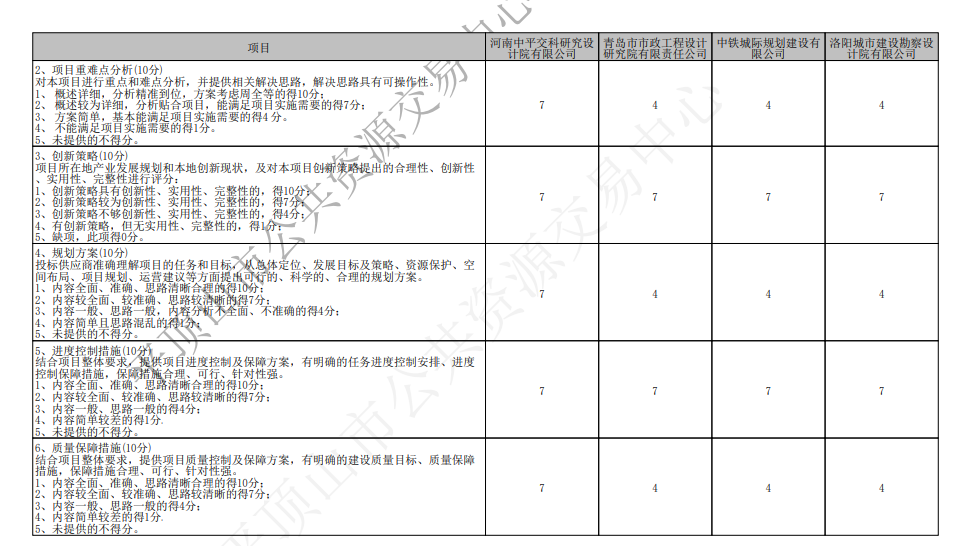 项目
河南中平交科研究设计院有限公司
青岛市市政工程设计研究院有限责任公司
中铁城际规划建设有限公司
洛阳城市建设勘察设计院有限公司
2、项目重难点分析(10分)
对本项目进行重点和难点分析，并提供相关解决思路，解决思路具有可操作性。
1、 概述详细，分析精准到位，方案考虑周全等的得10分；
2、 概述较为详细，分析贴合项目，能满足项目实施需要的得7分；
3、 方案简单，基本能满足项目实施需要的得4 分。
4、 不能满足项目实施需要的得1分。
5、未提供的不得分。
7
4
4
4
3、创新策略(10分)
项目所在地产业发展规划和本地创新现状，及对本项目创新策略提出的合理性、创新性
、实用性、完整性进行评分：
1、创新策略具有创新性、实用性、完整性的，得10分；
2、创新策略较为创新性、实用性、完整性的，得7分；
3、创新策略不够创新性、实用性、完整性的，得4分；
4、有创新策略，但无实用性、完整性的，得1分；
5、缺项，此项得0分。
7
7
7
7
4、规划方案(10分)
投标供应商准确理解项目的任务和目标，从总体定位、发展目标及策略、资源保护、空
间布局、项目规划、运营建议等方面提出可行的、科学的、合理的规划方案。
1、内容全面、准确、思路清晰合理的得10分；
2、内容较全面、较准确、思路较清晰的得7分；
3、内容一般、思路一般，内容分析不全面、不准确的得4分；
4、内容简单且思路混乱的得1分；
5、未提供的不得分。
7
4
4
4
5、进度控制措施(10分)
结合项目整体要求，提供项目进度控制及保障方案，有明确的任务进度控制安排、进度
控制保障措施，保障措施合理、可行、针对性强。
1、内容全面、准确、思路清晰合理的得10分；
2、内容较全面、较准确、思路较清晰的得7分；
3、内容一般、思路一般的得4分；
4、内容简单较差的得1分.
5、未提供的不得分。
7
7
7
7
6、质量保障措施(10分)
结合项目整体要求，提供项目质量控制及保障方案，有明确的建设质量目标、质量保障
措施，保障措施合理、可行、针对性强。
1、内容全面、准确、思路清晰合理的得10分；
2、内容较全面、较准确、思路较清晰的得7分；
3、内容一般、思路一般的得4分；
4、内容简单较差的得1分.
5、未提供的不得分。
7
4
4
4
平顶山市公共资源交易中心
平顶山市公共资源交易中心